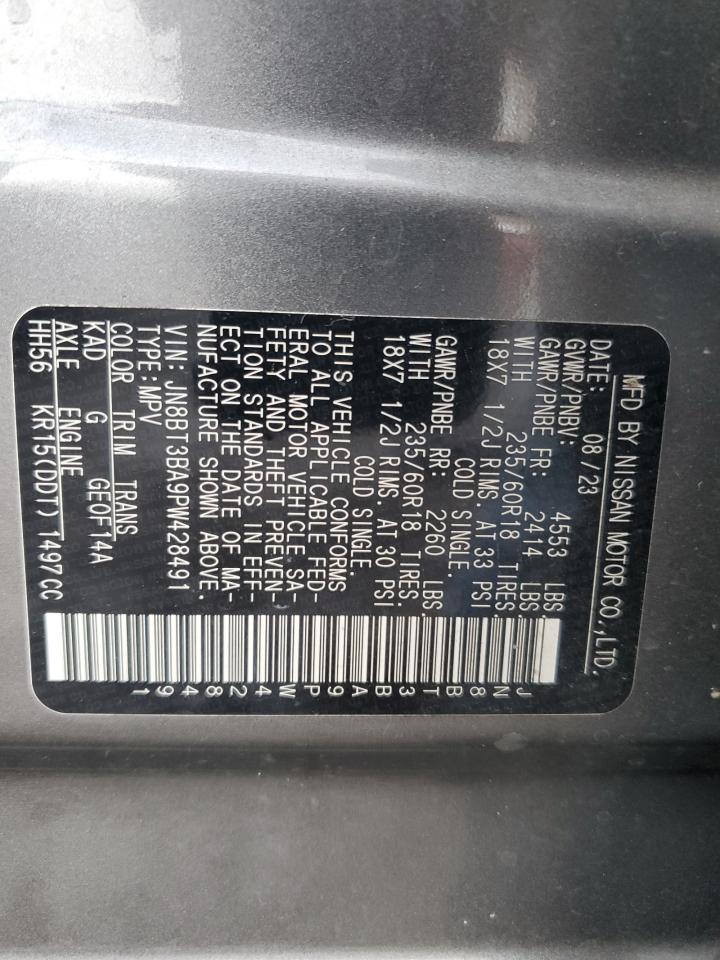 MFD BY NISSAN MOTOR CO.,LTD.
DATE: 08/23
GVWR/PNBV: 4553 LBS.
GAWR/PNBE FR: 2414 LBS.
WITH 235/60R18 TIRES.
18X7 1/2J RIMS. AT 33 PSI
COLD SINGLE.
GAWR/PNBE RR: 2260 LBS.
WITH 235/60R18 TIRES.
18X7 1/2J RIMS. AT 30 PSI
COLD SINGLE.
THIS VEHICLE CONFORMS
TO ALL APPLICABLE FED-
ERAL MOTOR VEHICLE SA-
FETY AND THEFT PREVEN-
TION STANDARDS IN EFF-
ECT ON THE DATE OF MA-
NUFACTURE SHOWN ABOVE.
VIN: JN8BT3BA9PW428491
TYPE:MPV
COLOR TRIM TRANS
KAD G GE0F14A
AXLE ENGINE
HH56 KR15(DDT) 1497CC
JN8BT3BA9PW428491